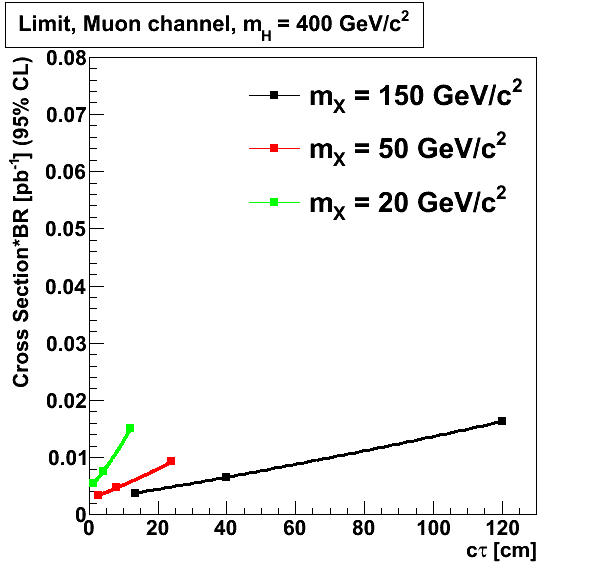 Limit, Muon channel, m_H = 400 GeV/c²
Cross Section*BR [pb⁻¹] (95% CL)
0.08
0.07
0.06
0.05
0.04
0.03
0.02
0.01
0
m_X = 150 GeV/c²
m_X = 50 GeV/c²
m_X = 20 GeV/c²
0 20 40 60 80 100 120
cτ [cm]